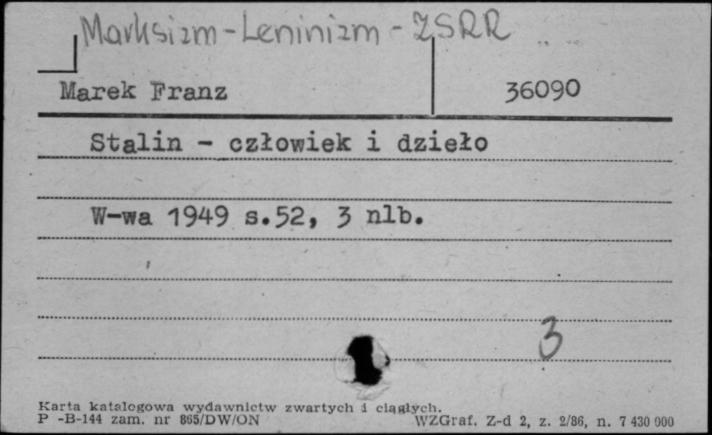 Marksizm-Leninizm - ZSRR
Marek Franz 36090
Stalin - człowiek i dzieło
W-wa 1949 s.52, 3 nlb.
3
Karta katalogowa wydawnictw zwartych i ciągłych.
P -B-144 zam. nr 865/DW/ON WZGraf. Z-d 2, z. 2/86, n. 7 430 000